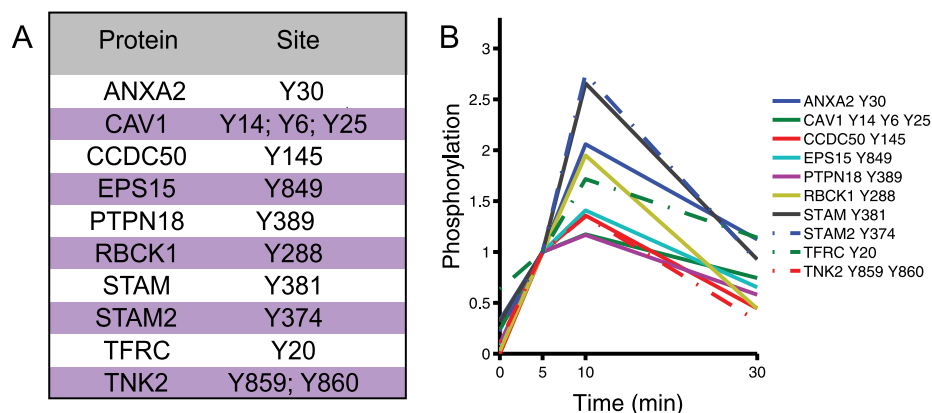 A
Protein Site
ANXA2 Y30
CAV1 Y14; Y6; Y25
CCDC50 Y145
EPS15 Y849
PTPN18 Y389
RBCK1 Y288
STAM Y381
STAM2 Y374
TFRC Y20
TNK2 Y859; Y860
B
Phosphorylation
3
2.5
2
1.5
1
0.5
0
0 5 10 30
Time (min)
ANXA2 Y30
CAV1 Y14 Y6 Y25
CCDC50 Y145
EPS15 Y849
PTPN18 Y389
RBCK1 Y288
STAM Y381
STAM2 Y374
TFRC Y20
TNK2 Y859 Y860